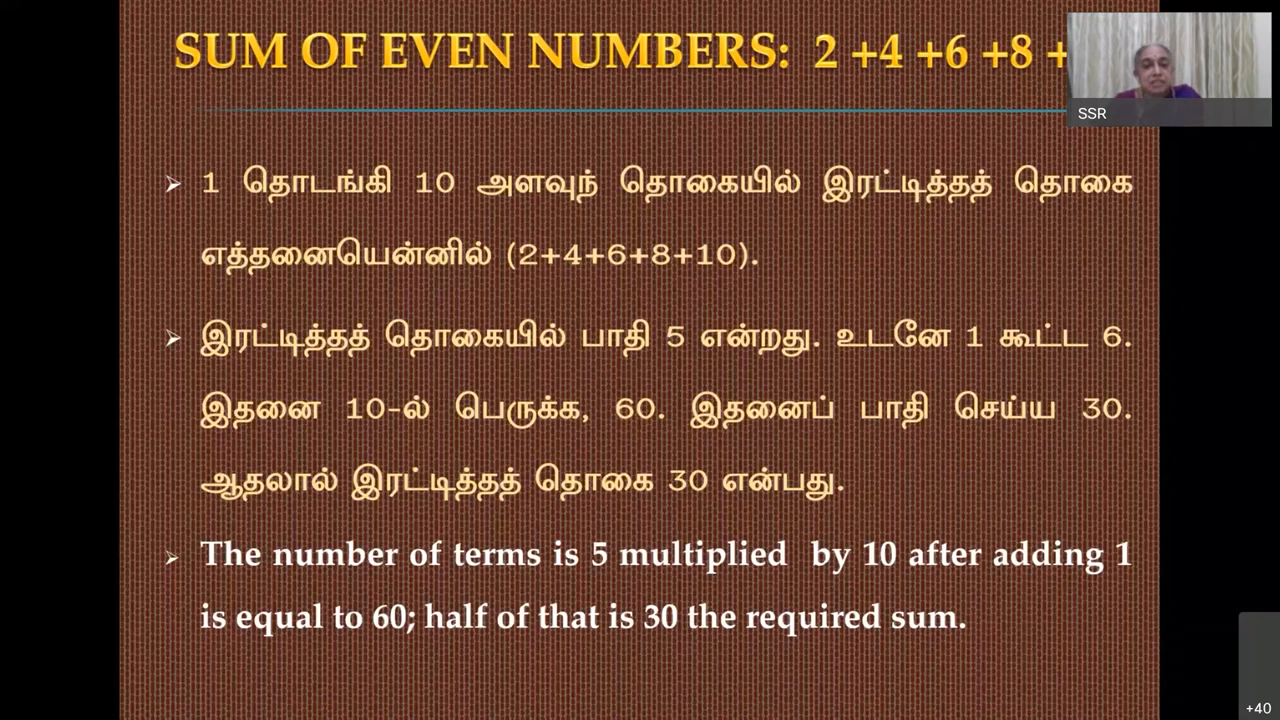 SUM OF EVEN NUMBERS: 2 +4 +6 +8 +
SSR
1 தொடங்கி 10 அளவுந் தொகையில் இரட்டித்தத் தொகை
எத்தனையென்னில் (2+4+6+8+10).
இரட்டித்தத் தொகையில் பாதி 5 என்றது. உடனே 1 கூட்ட 6.
இதனை 10-ல் பெருக்க, 60. இதனைப் பாதி செய்ய 30.
ஆதலால் இரட்டித்தத் தொகை 30 என்பது.
The number of terms is 5 multiplied by 10 after adding 1
is equal to 60; half of that is 30 the required sum.
+40